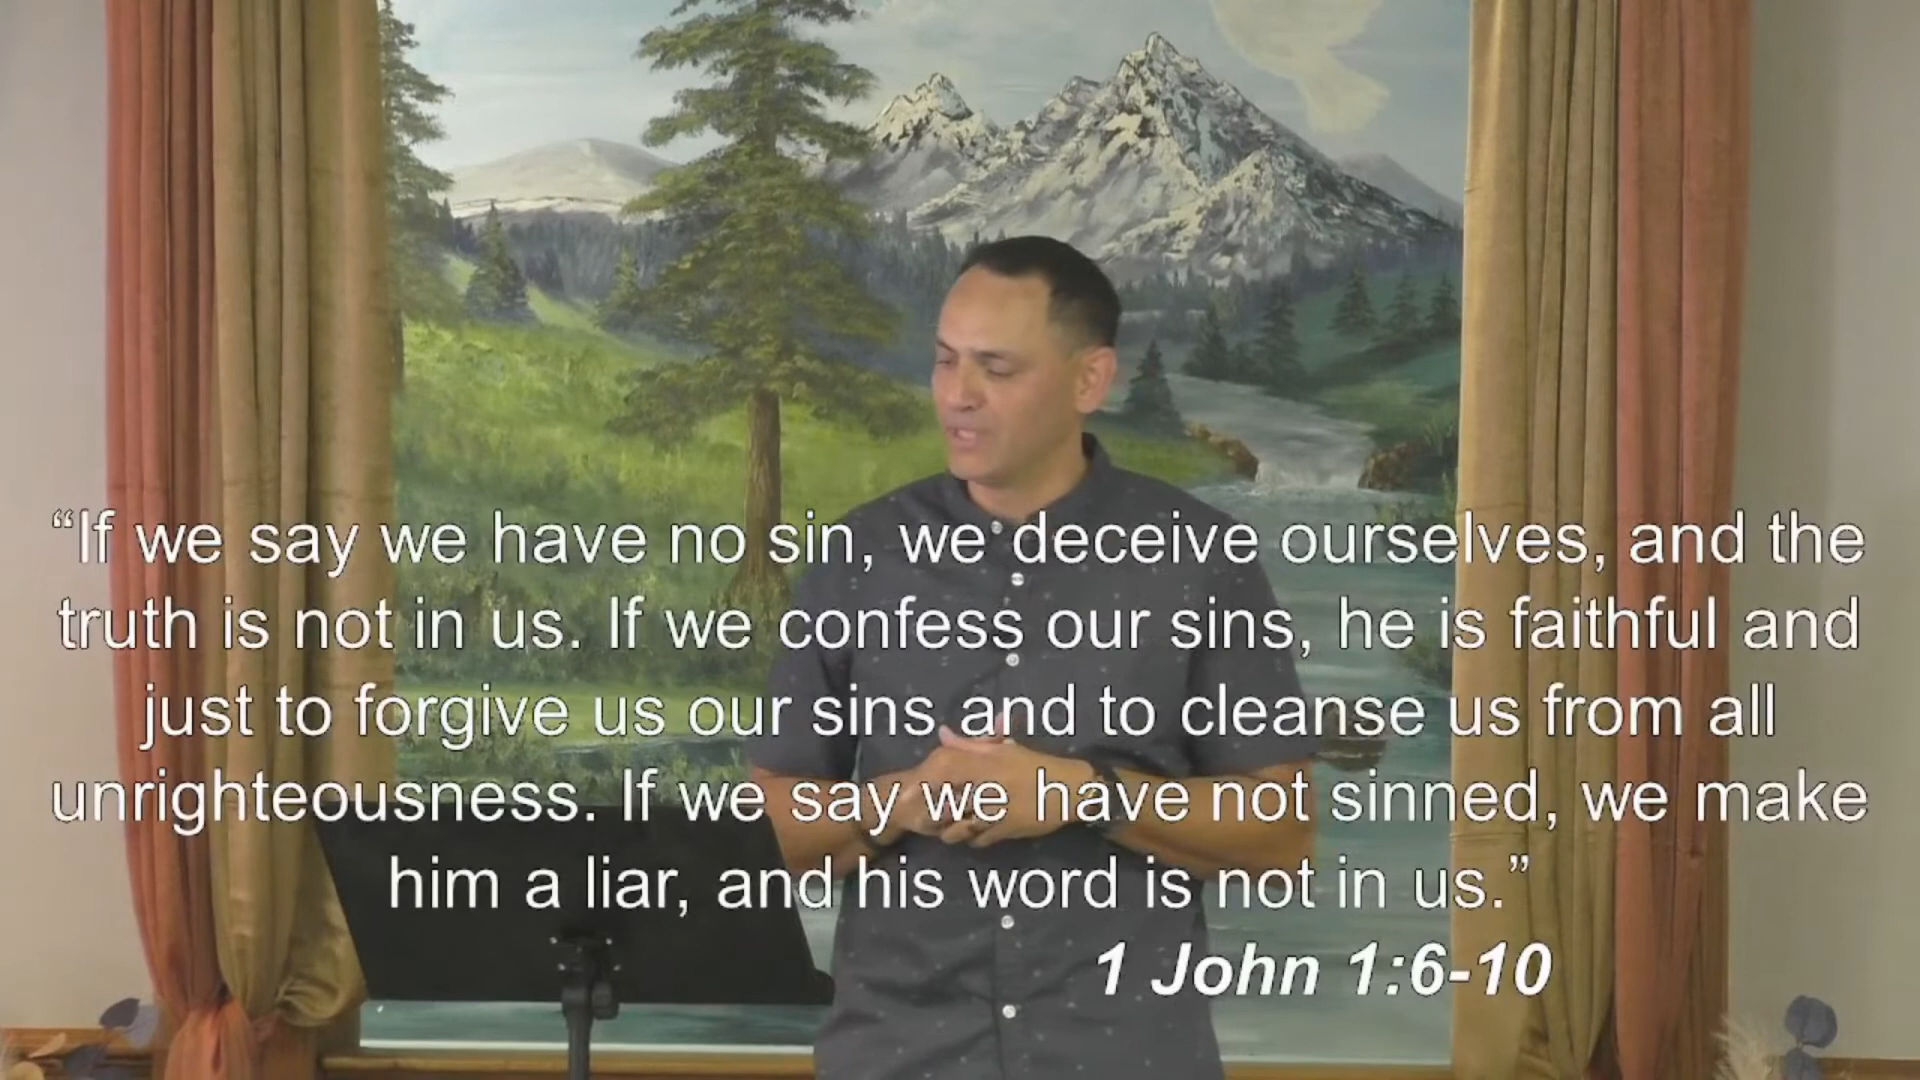 “If we say we have no sin, we deceive ourselves, and the
truth is not in us. If we confess our sins, he is faithful and
just to forgive us our sins and to cleanse us from all
unrighteousness. If we say we have not sinned, we make
him a liar, and his word is not in us.”
1 John 1:6-10